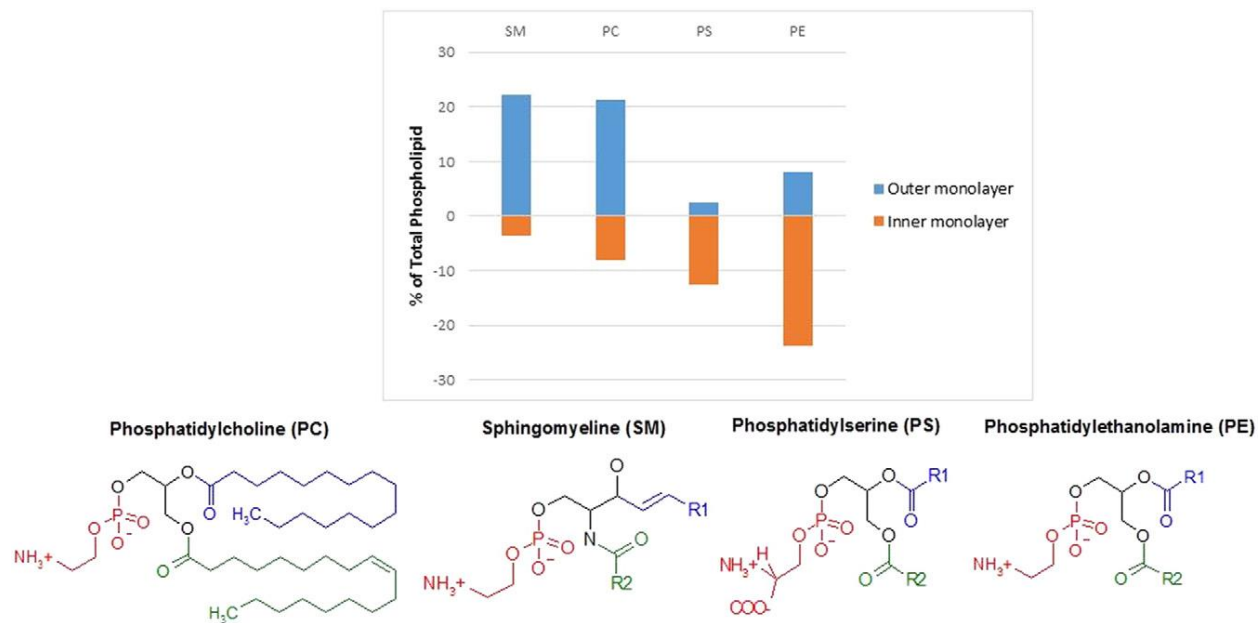 SM PC PS PE
30
20
10
0
-10
-20
-30
% of Total Phospholipid
Outer monolayer
Inner monolayer
Phosphatidylcholine (PC)
Sphingomyeline (SM)
Phosphatidylserine (PS)
Phosphatidylethanolamine (PE)
O O
O P O O H₃C
O O⁻ O
NH₃⁺ O
H₃C
O
O P O R1
O O⁻ N O
NH₃⁺ R2
O R1
O O
O P O O
O O⁻ O
NH₃⁺ H R2
OOO-
O R1
O O
O P O O
O O⁻ O
NH₃⁺ R2